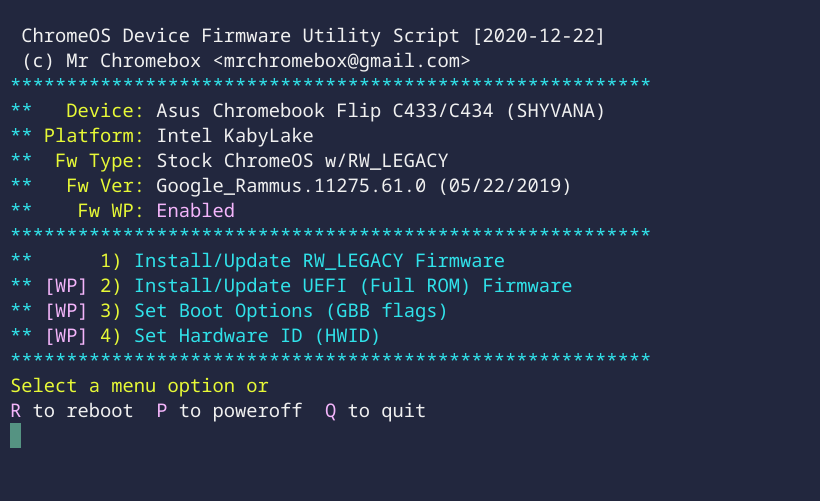 ChromeOS Device Firmware Utility Script [2020-12-22]
(c) Mr Chromebox <mrchromebox@gmail.com>
*********************************************************
**   Device: Asus Chromebook Flip C433/C434 (SHYVANA)
** Platform: Intel KabyLake
**  Fw Type: Stock ChromeOS w/RW_LEGACY
**   Fw Ver: Google_Rammus.11275.61.0 (05/22/2019)
**    Fw WP: Enabled
*********************************************************
**      1) Install/Update RW_LEGACY Firmware
** [WP] 2) Install/Update UEFI (Full ROM) Firmware
** [WP] 3) Set Boot Options (GBB flags)
** [WP] 4) Set Hardware ID (HWID)
*********************************************************
Select a menu option or
R to reboot  P to poweroff  Q to quit